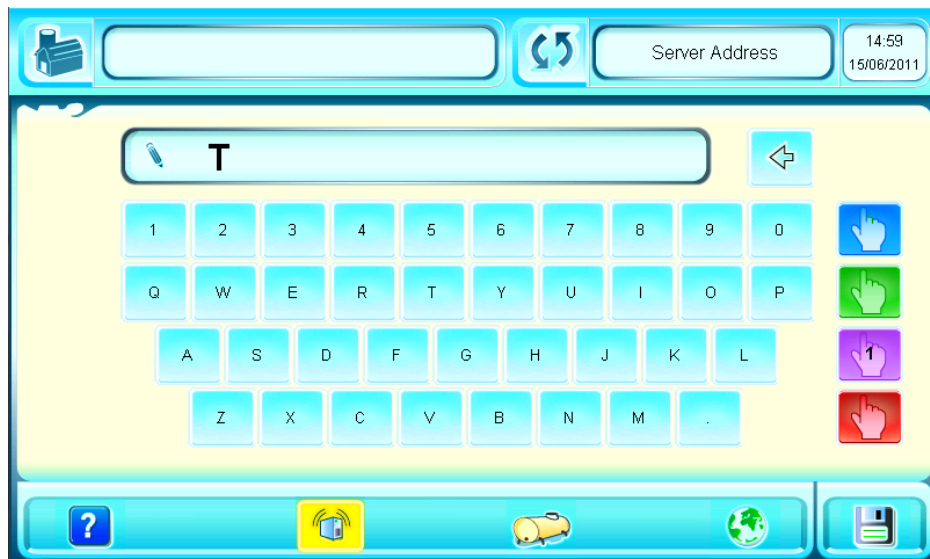 Server Address
14:59
15/06/2011
T
1 2 3 4 5 6 7 8 9 0
Q W E R T Y U I O P
A S D F G H J K L
1
Z X C V B N M .
?